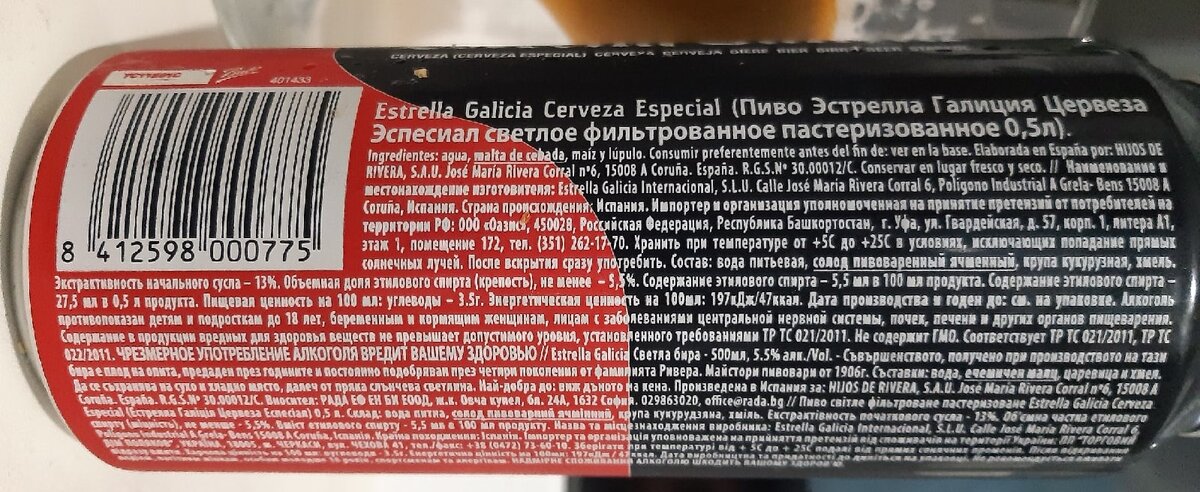 CERVEZA (CERVEZA ESPECIAL) CERVEZA CERVEJA BIERE BIER BIRRA BEER
401433
8 412598 000775
Estrella Galicia Cerveza Especial (Пиво Эстрелла Галиция Цервеза
Эспесиал светлое фильтрованное пастеризованное 0,5л).
Ingredientes: agua, malta de cebada, maíz y lúpulo. Consumir preferentemente antes del fin de: ver en la base. Elaborada en España por: HIJOS DE
RIVERA, S.A.U. José María Rivera Corral nº6, 15008 A Coruña. España. R.G.S.Nº 30.00012/C. Conservar en lugar fresco y seco. // Наименование и
местонахождение изготовителя: Estrella Galicia Internacional, S.L.U. Calle José María Rivera Corral 6, Polígono Industrial A Grela- Bens 15008 A
Coruña, Испания. Страна происхождения: Испания. Импортер и организация уполномоченная на принятие претензий от потребителей на
территории РФ: ООО «Оазис», 450028, Российская Федерация, Республика Башкортостан, г. Уфа, ул. Гвардейская, д. 57, корп. 1, литера А1,
этаж 1, помещение 172, тел. (351) 262-17-70. Хранить при температуре от +5С до +25С в условиях, исключающих попадание прямых
солнечных лучей. После вскрытия сразу употребить. Состав: вода питьевая, солод пивоваренный ячменный, крупа кукурузная, хмель.
Экстрактивность начального сусла – 13%. Объемная доля этилового спирта (крепость), не менее – 5,5%. Содержание этилового спирта – 5,5 мл в 100 мл продукта. Содержание этилового спирта –
27,5 мл в 0,5 л продукта. Пищевая ценность на 100 мл: углеводы – 3.5г. Энергетическая ценность на 100мл: 197кДж/47ккал. Дата производства и годен до: см. на упаковке. Алкоголь
противопоказан детям и подросткам до 18 лет, беременным и кормящим женщинам, лицам с заболеваниями центральной нервной системы, почек, печени и других органов пищеварения.
Содержание в продукции вредных для здоровья веществ не превышает допустимого уровня, установленного требованиями ТР ТС 021/2011. Не содержит ГМО. Соответствует ТР ТС 021/2011, ТР ТС
022/2011. ЧРЕЗМЕРНОЕ УПОТРЕБЛЕНИЕ АЛКОГОЛЯ ВРЕДИТ ВАШЕМУ ЗДОРОВЬЮ // Estrella Galicia Светла бира - 500мл, 5.5% алк./Vol. - Съвършенството, получено при производството на тази
бира е плод на опита, предаден през годините и постоянно подобряван през четири поколения от фамилията Ривера. Майстори пивовари от 1906г. Съставки: вода, ечемичен малц, царевица и хмел.
Да се съхранява на сухо и хладно място, далеч от пряка слънчева светлина. Най-добра до: виж дъното на кена. Произведена в Испания за: HIJOS DE RIVERA, S.A.U. José María Rivera Corral nº6, 15008 A
Coruña. España. R.G.S.Nº 30.00012/C. Вносител: РАДА ЕФ ЕН БИ ЕООД, ж.к. Овча купел, бл. 24А, 1632 София, 029863020, office@rada.bg // Пиво світле фільтроване пастеризоване Estrella Galicia Cerveza
Especial (Естрелла Галіція Цервеза Еспесіал) 0,5 л. Склад: вода питна, солод пивоварний ячмінний, крупа кукурудзяна, хміль. Екстрактивність початкового сусла - 13%. Об'ємна частка етилового
спирту (міцність), не менше - 5,5%. Вміст етилового спирту - 5,5 мл в 100 мл продукту. Назва та місцезнаходження виробника: Estrella Galicia Internacional, S.L.U. Calle José María Rivera Corral 6
Polígono Industrial A Grela- Bens 15008 A Coruña, Іспанія. Країна походження: Іспанія. Імпортер та організація уповноважена на приймання претензій від споживачів на території України: ПП "ТОРГОВИЙ